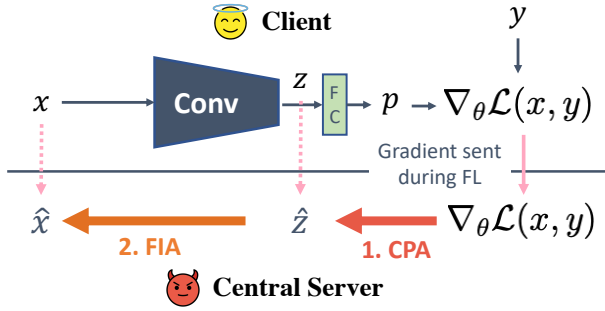 Client
y
x
Conv
z
F
C
p
∇θℒ(x, y)
Gradient sent
during FL
x̂
2. FIA
ẑ
1. CPA
∇θℒ(x, y)
Central Server